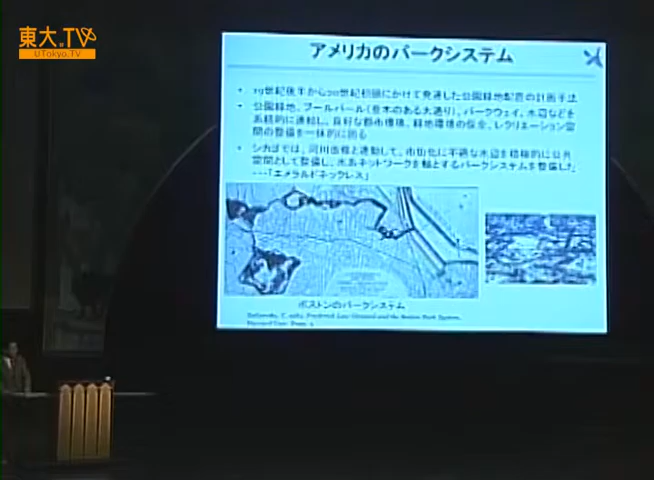 東大TV
UTokyo.TV
アメリカのパークシステム
• 19世紀後半から20世紀初頭にかけて発達した公園緑地配置の計画手法
• 公園緑地、ブールバール（並木のある大通り）、パークウェイ、水辺などを
系統的に連結し、良好な都市環境、緑地環境の保全、レクリエーション空
間の整備を一体的に図る
• シカゴでは、河川改修と連動して、市街化に不適な水辺を積極的に公共
空間として整備し、水系ネットワークを軸とするパークシステムを整備した
---「エメラルドネックレス」
ボストンのパークシステム
Frederick Law Olmsted and the Boston Park System,